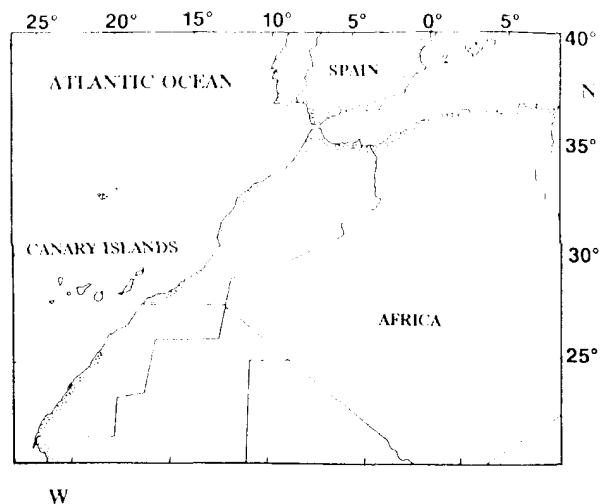 25° 20° 15° 10° 5° 0° 5°
40°
ATLANTIC OCEAN
SPAIN
N
35°
CANARY ISLANDS
30°
AFRICA
25°
W